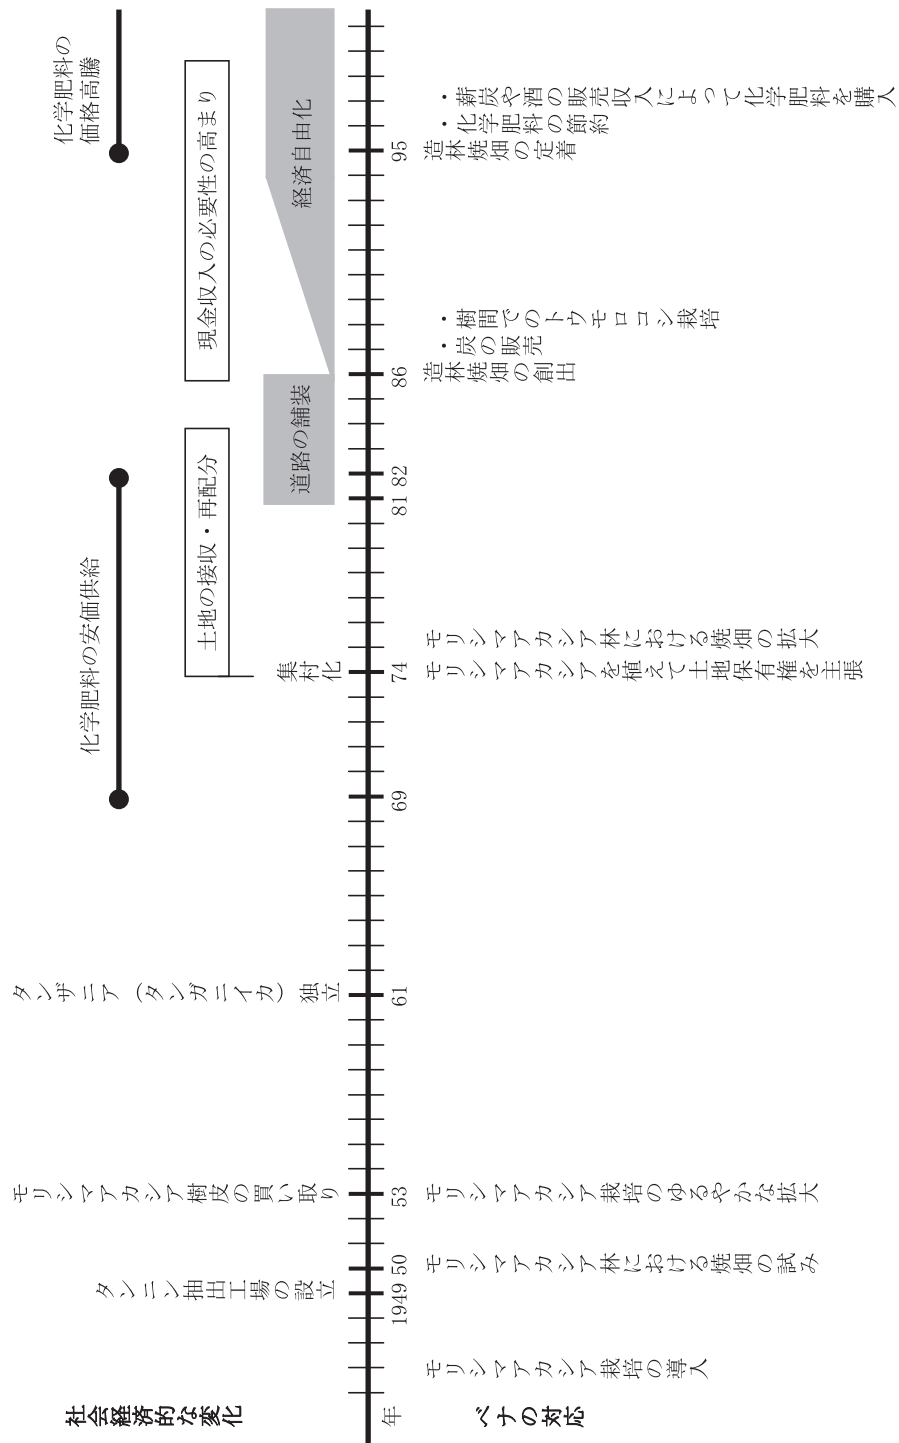 社会経済的な変化
タンニン抽出工場の設立
モリシマアカシア樹皮の買い取り
タンザニア（タンガニイカ）独立
化学肥料の安価供給
化学肥料の
価格高騰
土地の接収・再配分
現金収入の必要性の高まり
集村化
道路の舗装
経済自由化
年
1949
50
53
61
69
74
81
82
86
95
ベナの対応
モリシマアカシア栽培の導入
モリシマアカシア林における焼畑の試み
モリシマアカシア栽培のゆるやかな拡大
モリシマアカシアを植えて土地保有権を主張
モリシマアカシア林における焼畑の拡大
造林焼畑の創出
・炭の販売
・樹間でのトウモロコシ栽培
造林焼畑の定着
・化学肥料の節約
・薪炭や酒の販売収入によって化学肥料を購入